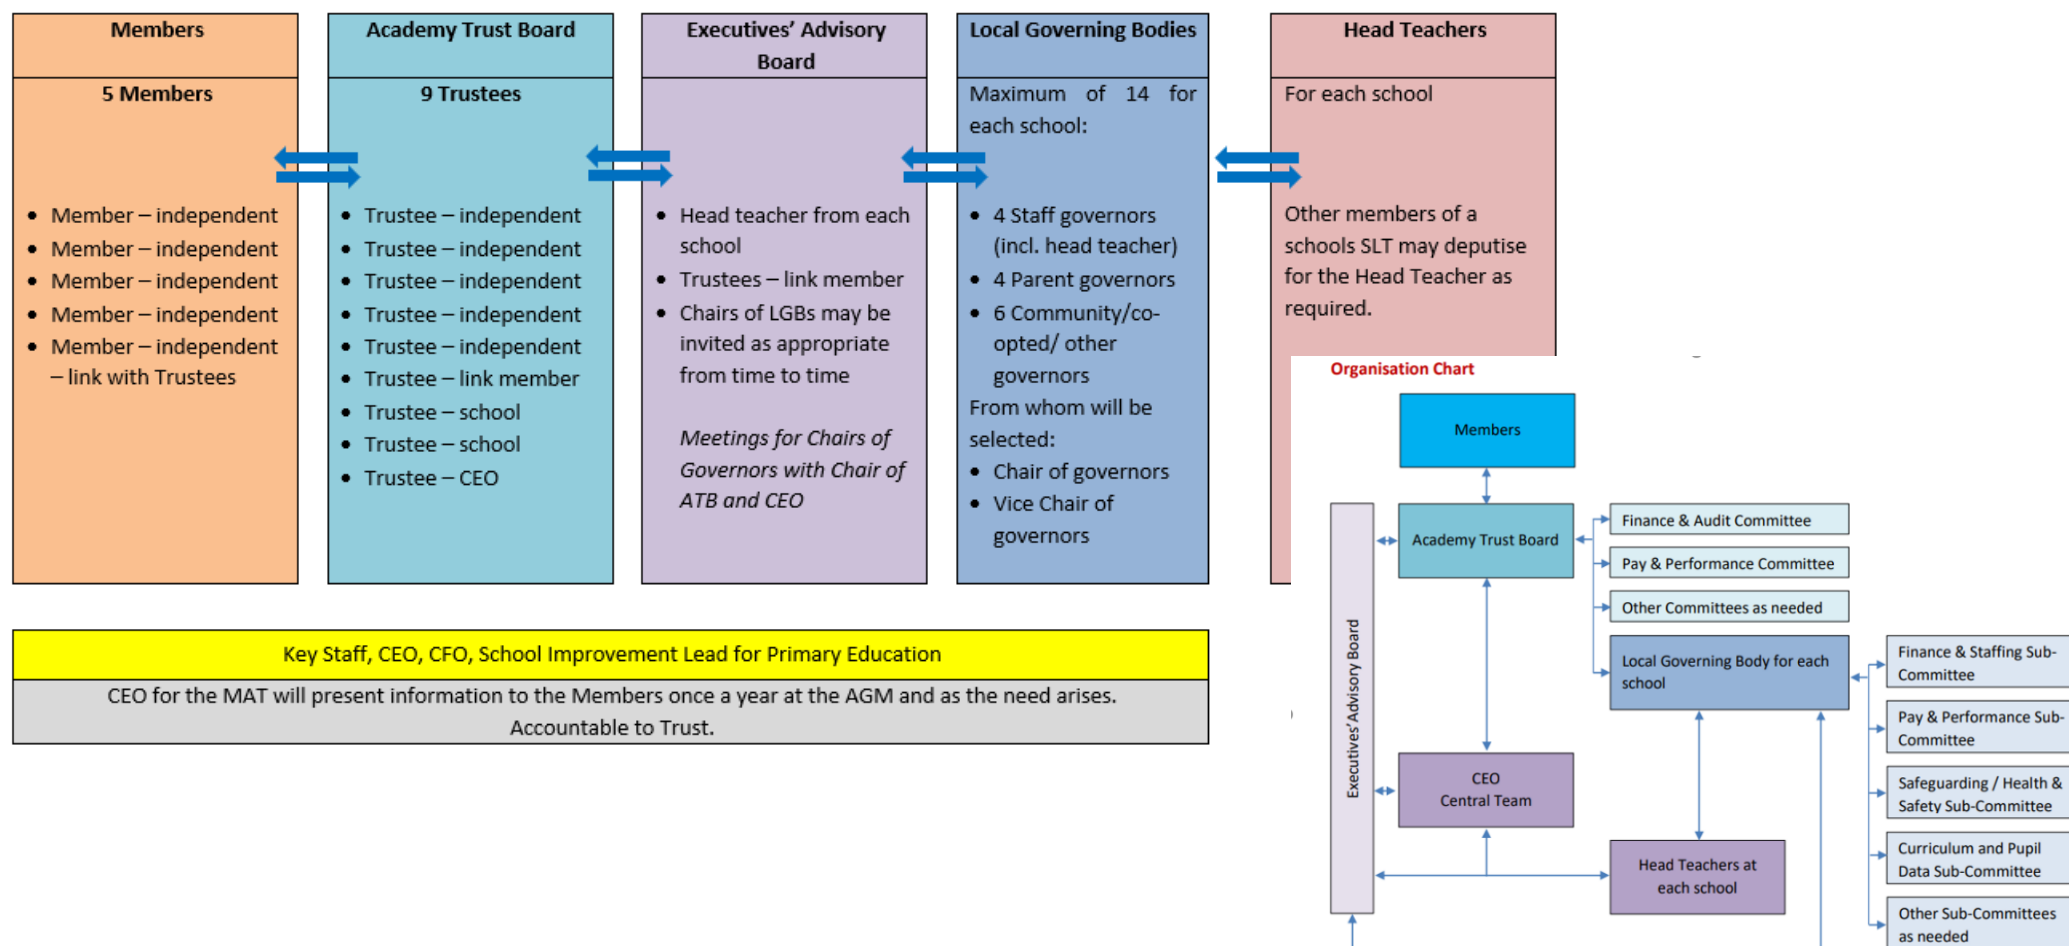 Members
5 Members
• Member – independent
• Member – independent
• Member – independent
• Member – independent
• Member – independent
– link with Trustees
Academy Trust Board
9 Trustees
• Trustee – independent
• Trustee – independent
• Trustee – independent
• Trustee – independent
• Trustee – independent
• Trustee – link member
• Trustee – school
• Trustee – school
• Trustee – CEO
Executives’ Advisory
Board
• Head teacher from each
school
• Trustees – link member
• Chairs of LGBs may be
invited as appropriate
from time to time
Meetings for Chairs of
Governors with Chair of
ATB and CEO
Local Governing Bodies
Maximum of 14 for
each school:
• 4 Staff governors
(incl. head teacher)
• 4 Parent governors
• 6 Community/co-
opted/ other
governors
From whom will be
selected:
• Chair of governors
• Vice Chair of
governors
Head Teachers
For each school
Other members of a
schools SLT may deputise
for the Head Teacher as
required.
Key Staff, CEO, CFO, School Improvement Lead for Primary Education
CEO for the MAT will present information to the Members once a year at the AGM and as the need arises.
Accountable to Trust.
Organisation Chart
Members
Executives’ Advisory Board
Academy Trust Board
Finance & Audit Committee
Pay & Performance Committee
Other Committees as needed
Local Governing Body for each
school
Finance & Staffing Sub-
Committee
Pay & Performance Sub-
Committee
Safeguarding / Health &
Safety Sub-Committee
Curriculum and Pupil
Data Sub-Committee
Other Sub-Committees
as needed
CEO
Central Team
Head Teachers at
each school